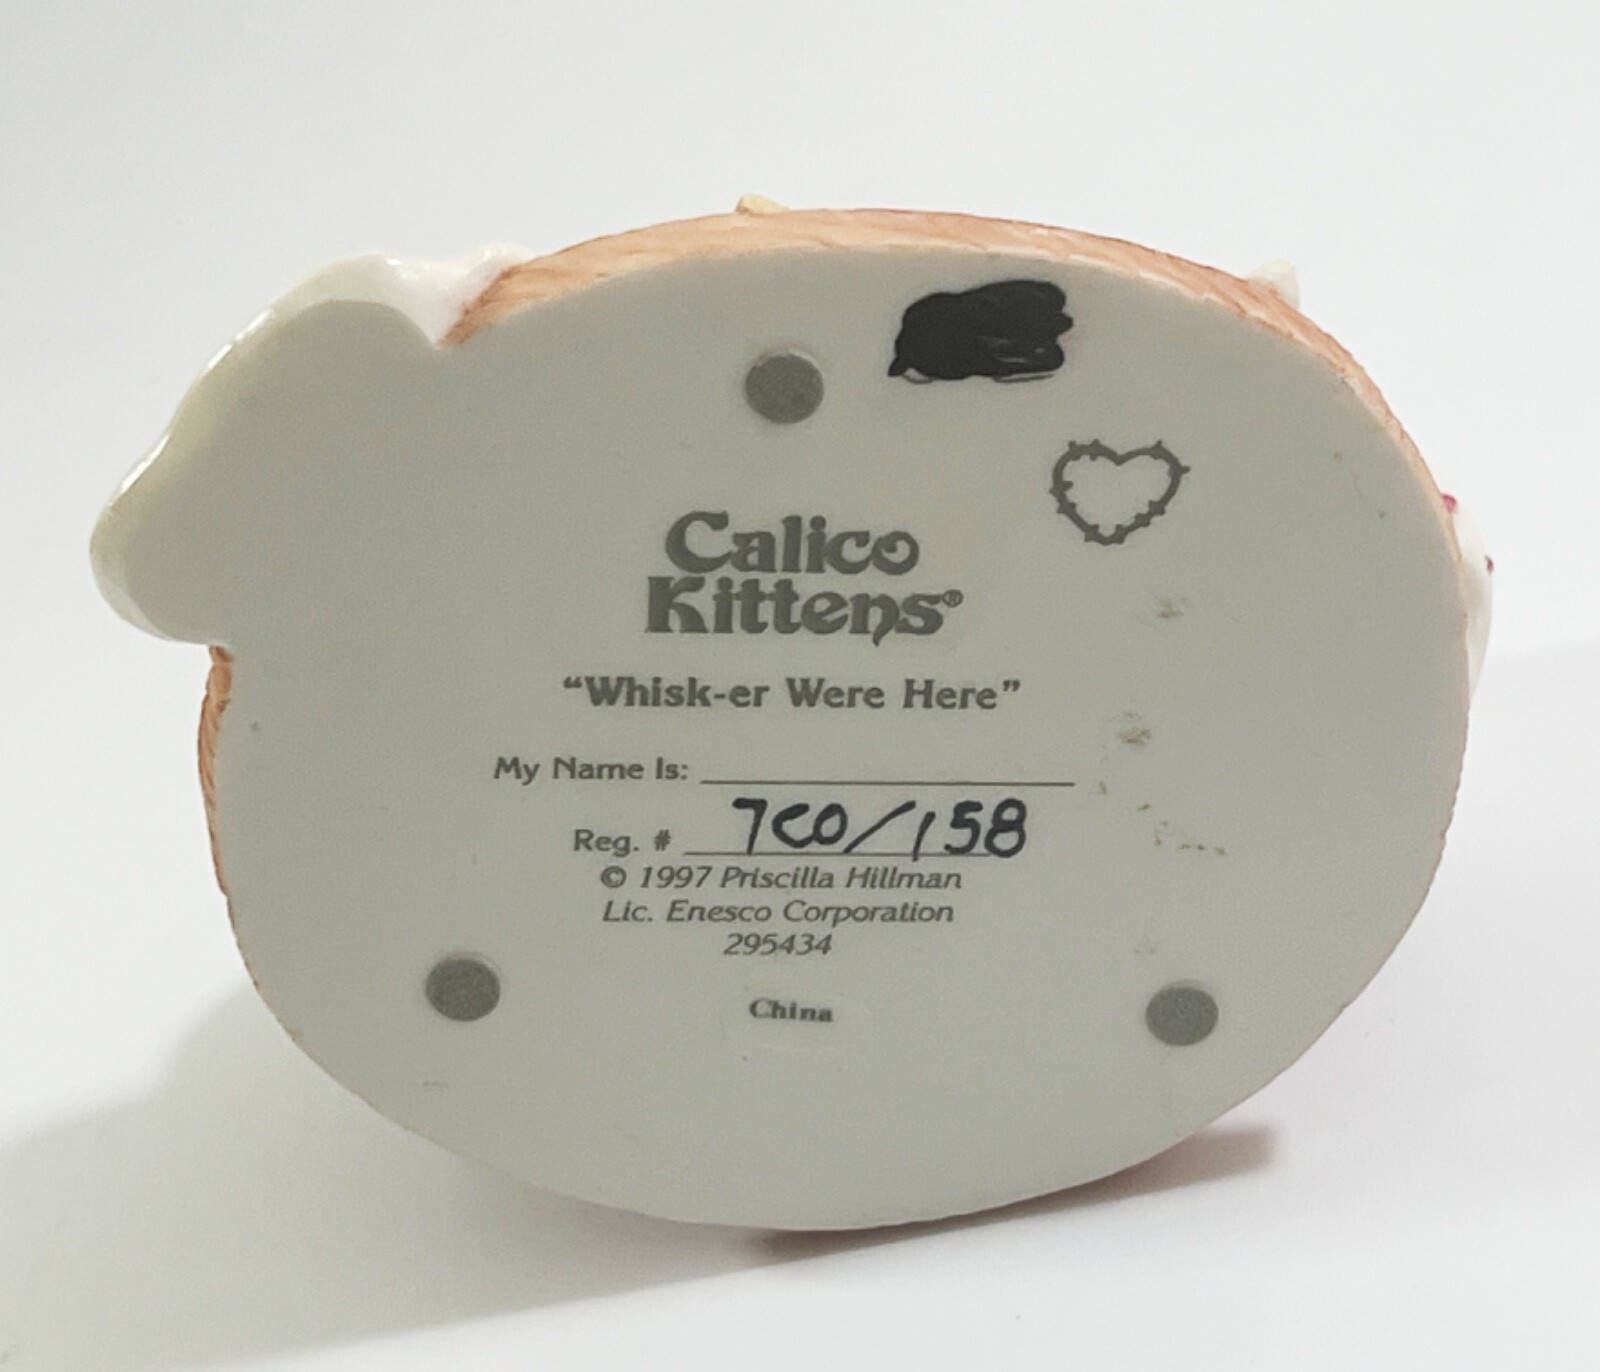 Calico
Kittens®
“Whisk-er Were Here”
My Name Is:
Reg. # 7C0/158
© 1997 Priscilla Hillman
Lic. Enesco Corporation
295434
China